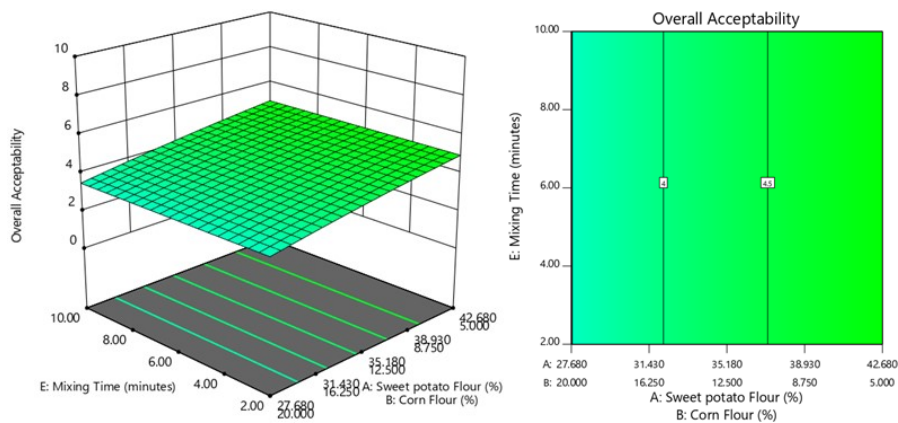 10
8
6
4
2
0
Overall Acceptability
10.00
8.00
6.00
4.00
2.00
E: Mixing Time (minutes)
27.680
20.000
31.430
16.250
35.180
12.500
38.930
8.750
42.680
5.000
A: Sweet potato Flour (%)
B: Corn Flour (%)
Overall Acceptability
10.00
8.00
6.00
4.00
2.00
E: Mixing Time (minutes)
4
4.5
A: 27.680 31.430 35.180 38.930 42.680
B: 20.000 16.250 12.500 8.750 5.000
A: Sweet potato Flour (%)
B: Corn Flour (%)